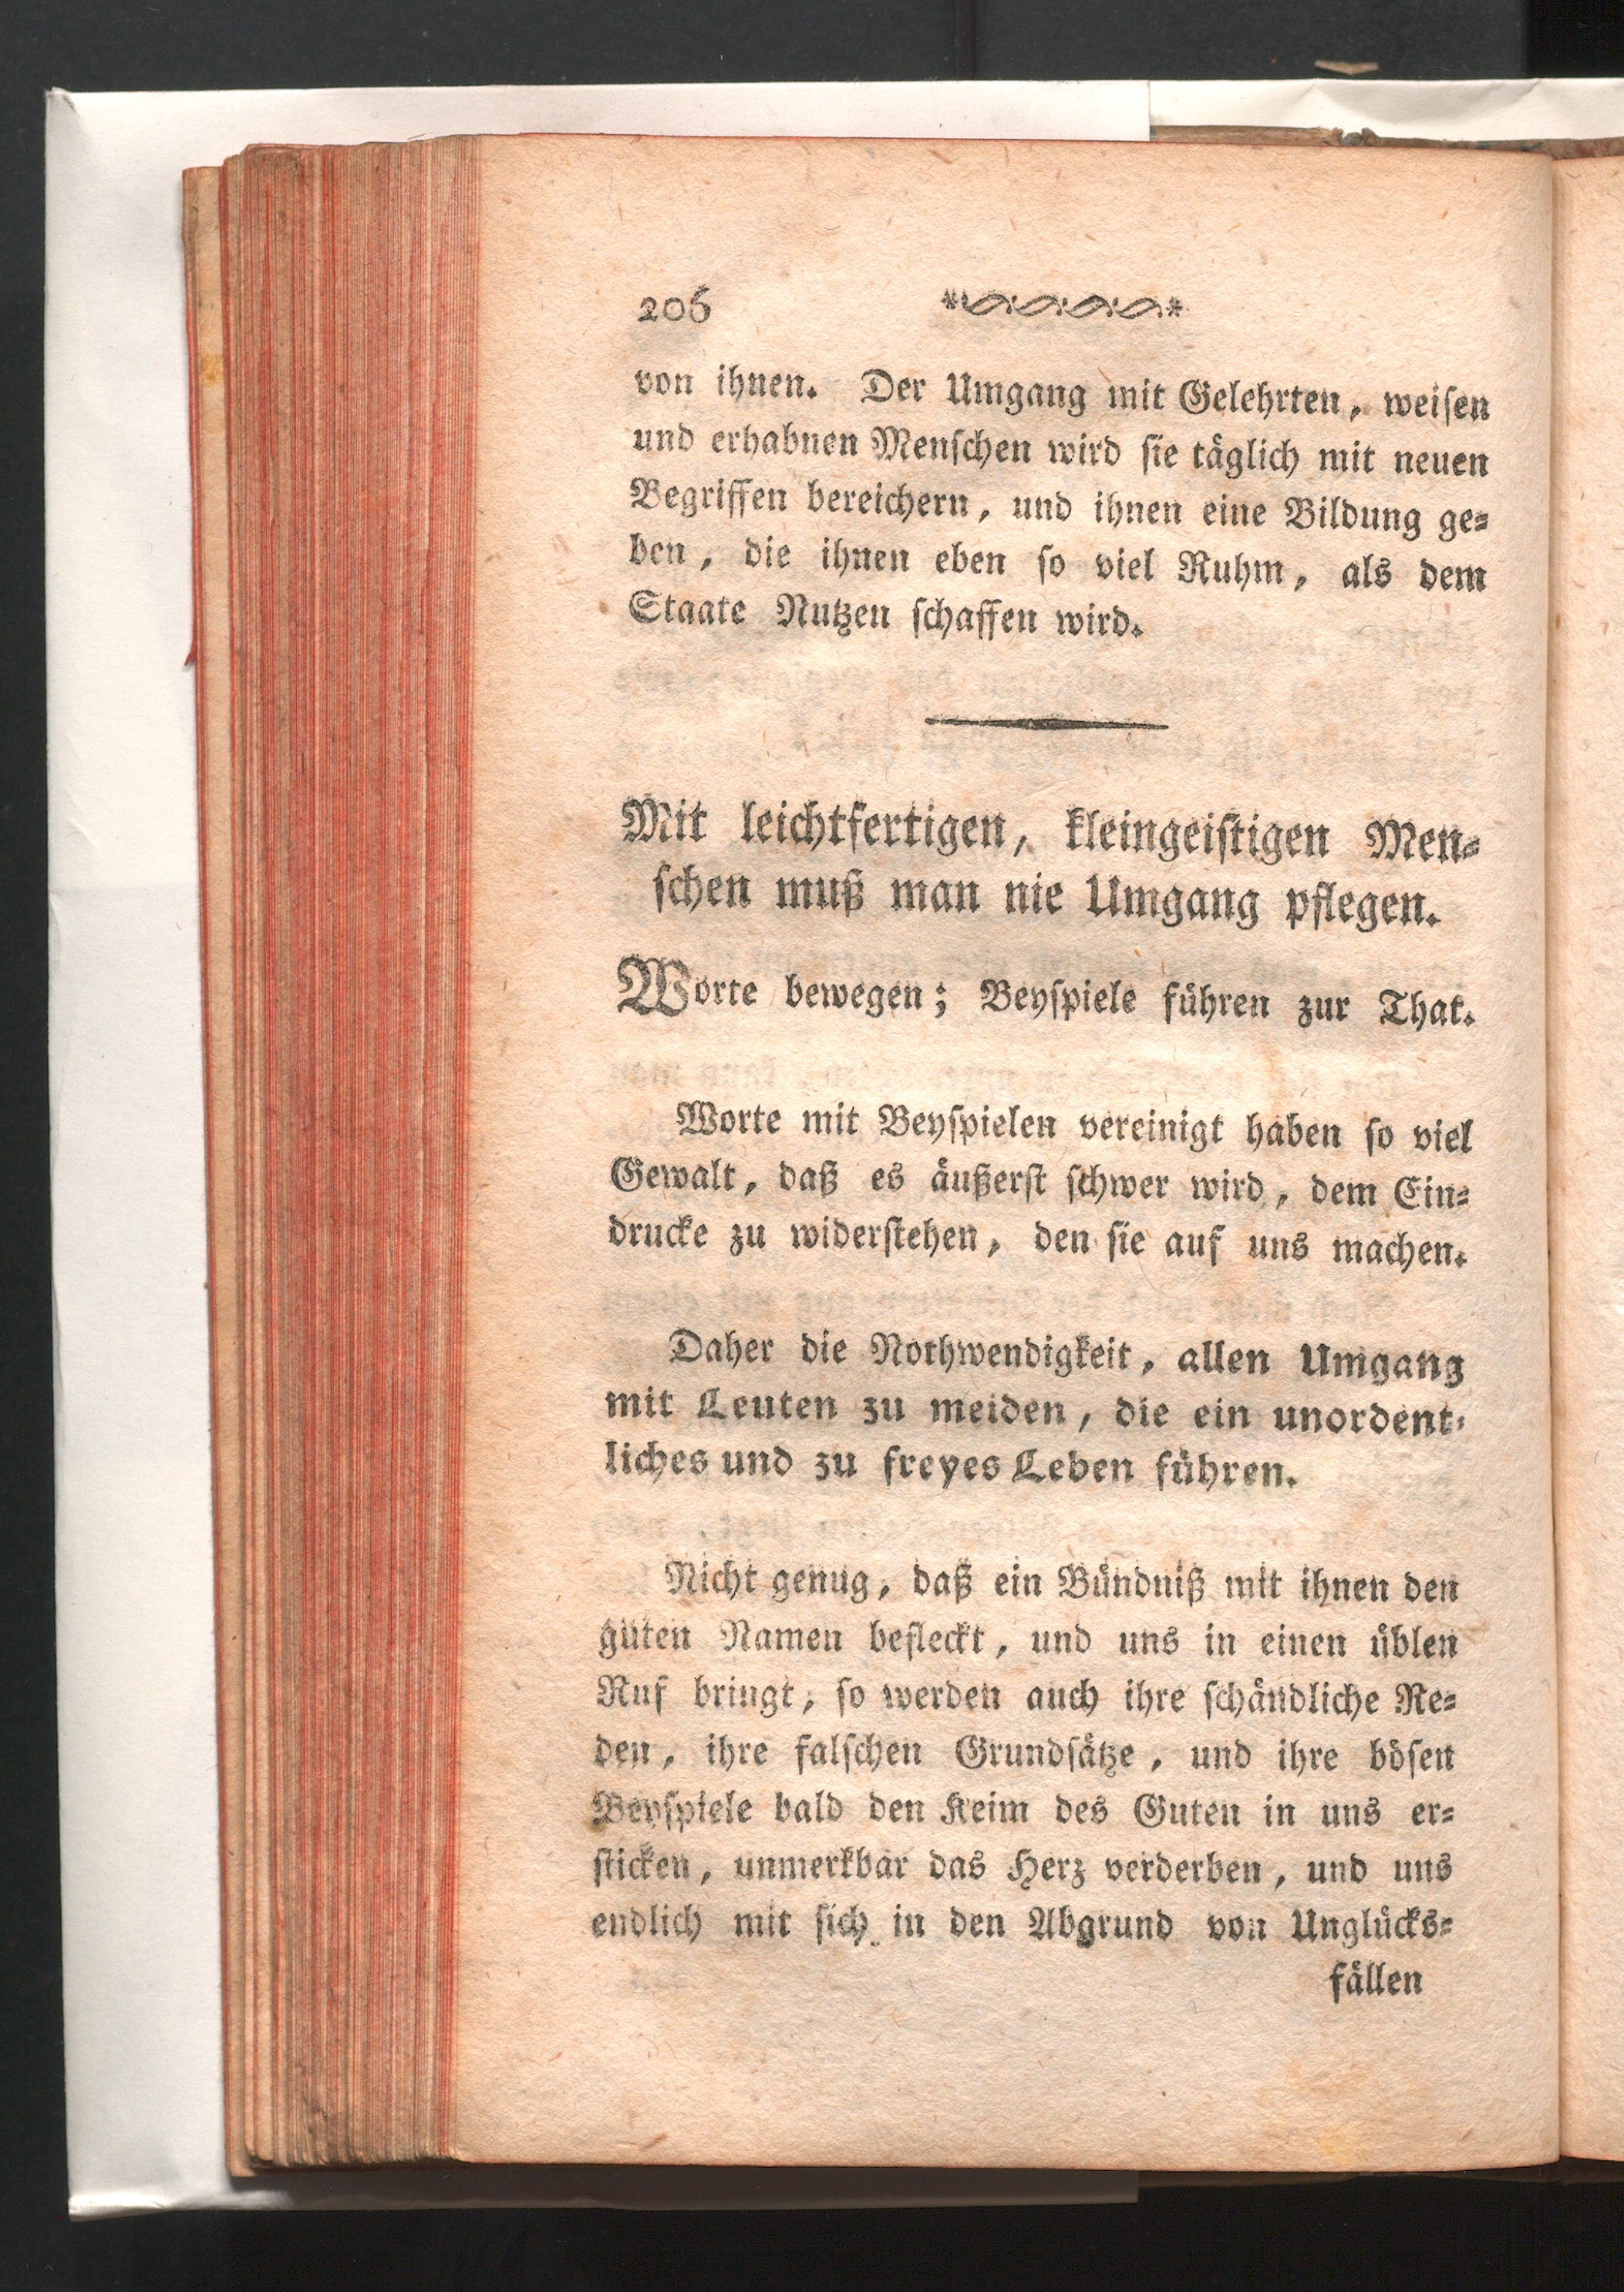 206
von ihnen. Der Umgang mit Gelehrten, weisen
und erhabnen Menschen wird sie täglich mit neuen
Begriffen bereichern, und ihnen eine Bildung ge-
ben, die ihnen eben so viel Ruhm, als dem
Staate Nutzen schaffen wird.
Mit leichtfertigen, kleingeistigen Men-
schen muß man nie Umgang pflegen.
Worte bewegen; Beyspiele führen zur That.
Worte mit Beyspielen vereinigt haben so viel
Gewalt, daß es äußerst schwer wird, dem Ein-
drucke zu widerstehen, den sie auf uns machen.
Daher die Nothwendigkeit, allen Umgang
mit Leuten zu meiden, die ein unordent-
liches und zu freyes Leben führen.
Nicht genug, daß ein Bündniß mit ihnen den
guten Namen befleckt, und uns in einen üblen
Ruf bringt, so werden auch ihre schändliche Re-
den, ihre falschen Grundsätze, und ihre bösen
Beyspiele bald den Keim des Guten in uns er-
sticken, unmerkbar das Herz verderben, und uns
endlich mit sich in den Abgrund von Unglücks-
fällen